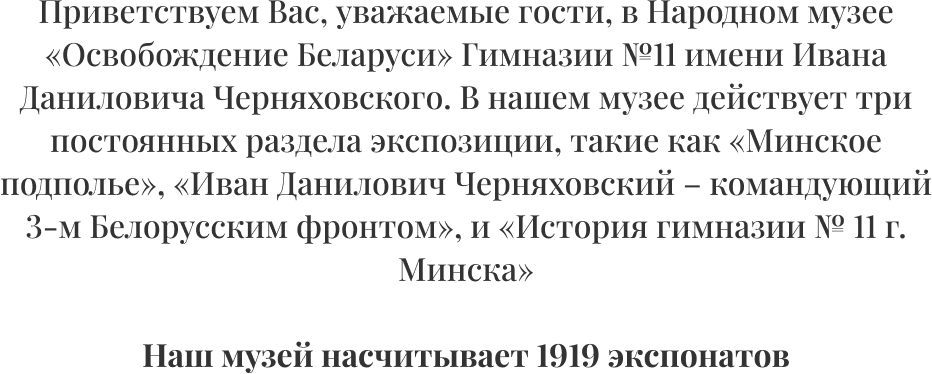 Приветствуем Вас, уважаемые гости, в Народном музее
«Освобождение Беларуси» Гимназии №11 имени Ивана
Даниловича Черняховского. В нашем музее действует три
постоянных раздела экспозиции, такие как «Минское
подполье», «Иван Данилович Черняховский – командующий
3-м Белорусским фронтом», и «История гимназии № 11 г.
Минска»
Наш музей насчитывает 1919 экспонатов